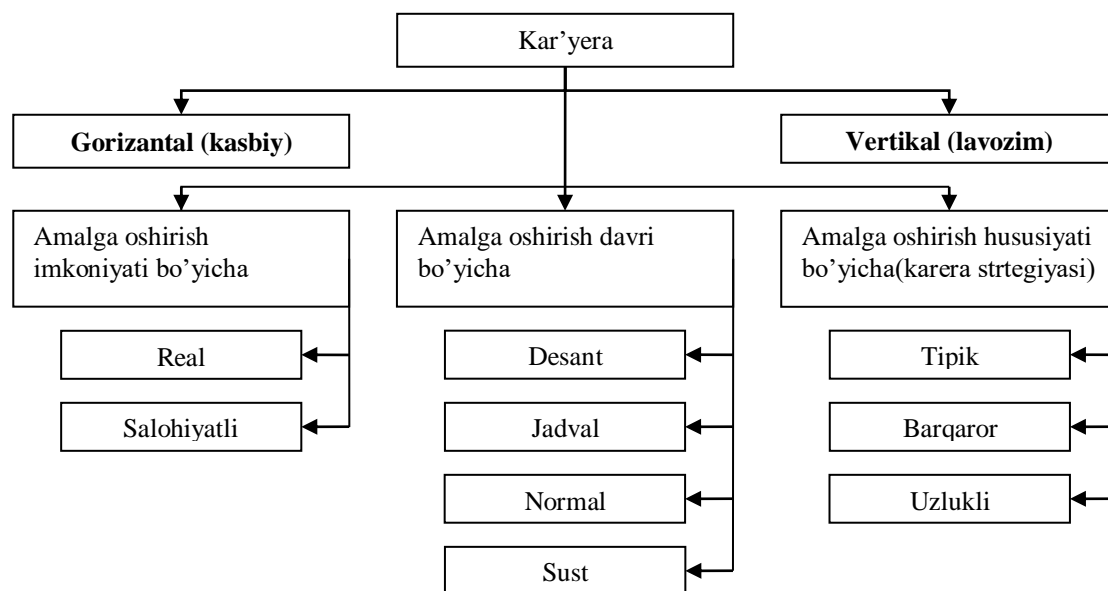 Kar’yera
Gorizantal (kasbiy)
Vertikal (lavozim)
Amalga oshirish
imkoniyati bo’yicha
Amalga oshirish davri
bo’yicha
Amalga oshirish hususiyati
bo’yicha(karera strtegiyasi)
Real
Salohiyatli
Desant
Jadval
Normal
Sust
Tipik
Barqaror
Uzlukli